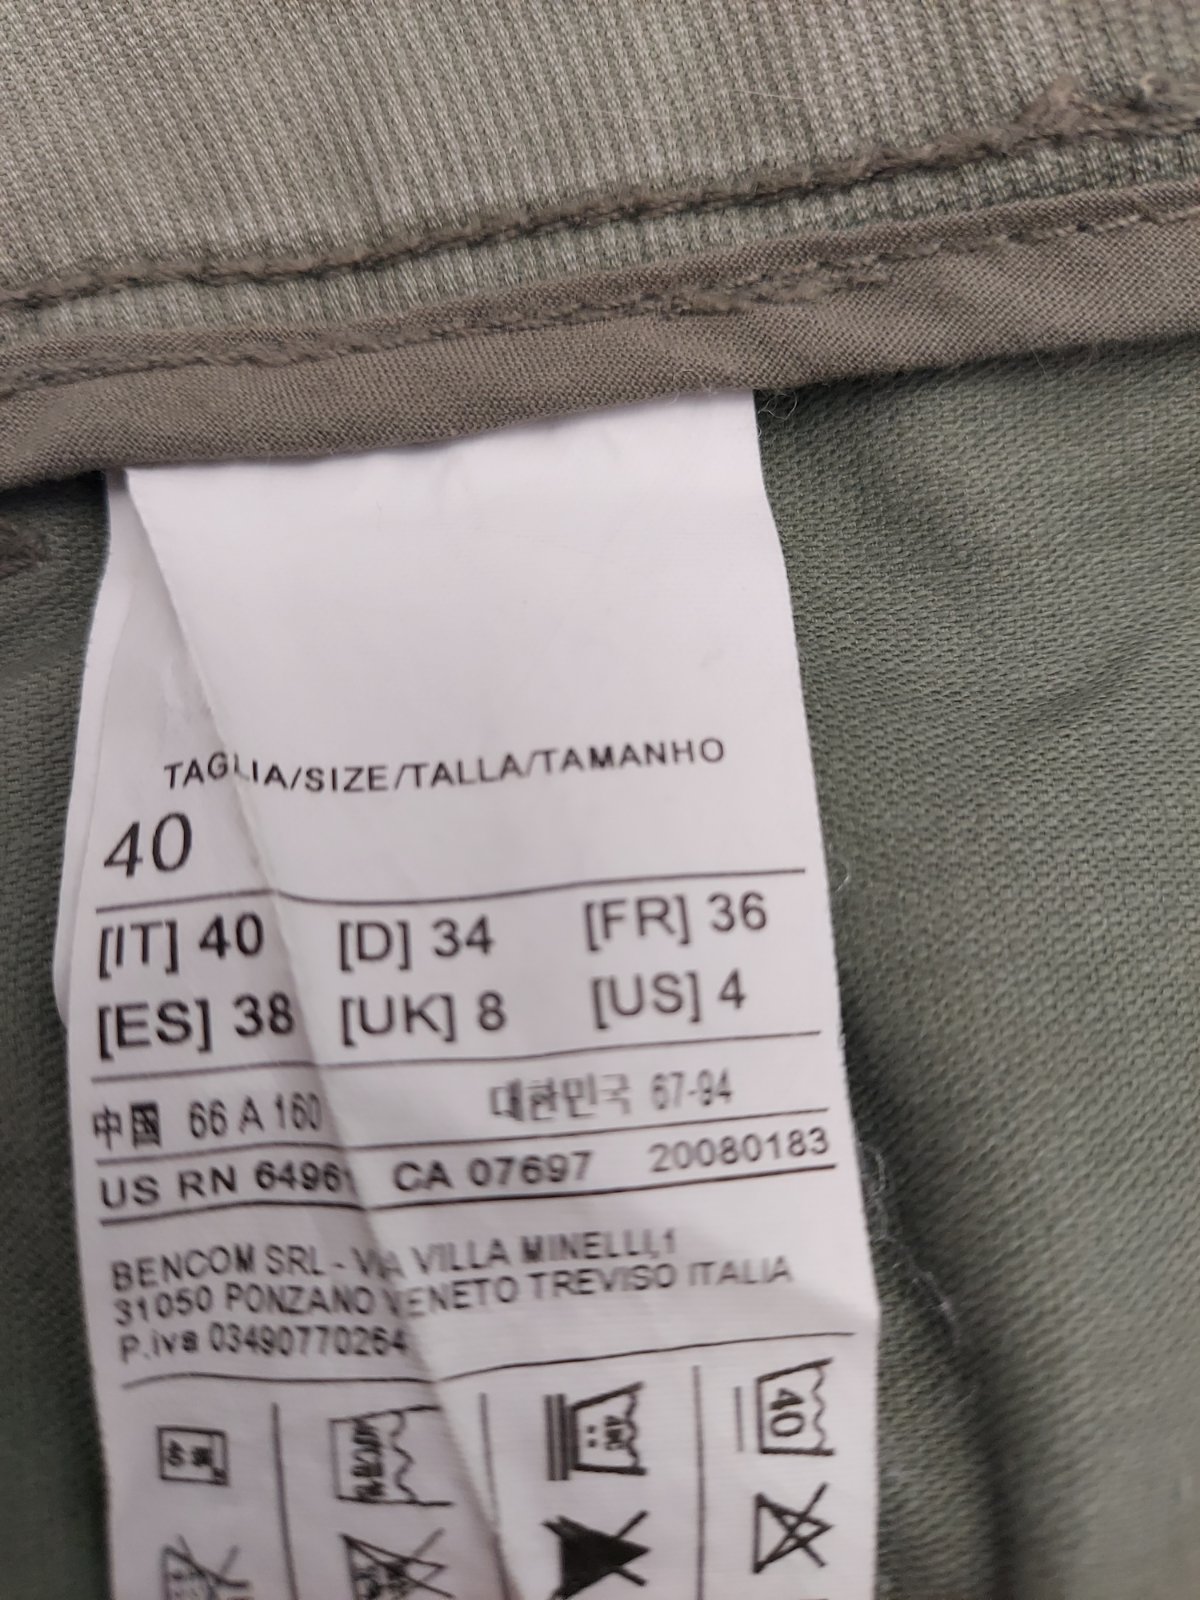 TAGLIA/SIZE/TALLA/TAMANHO
40
[IT] 40 [D] 34 [FR] 36
[ES] 38 [UK] 8 [US] 4
中国 66 A 160 대한민국 67-94
US RN 64961 CA 07697 20080183
BENCOM SRL - VIA VILLA MINELLI,1
31050 PONZANO VENETO TREVISO ITALIA
P.iva 03490770264
40